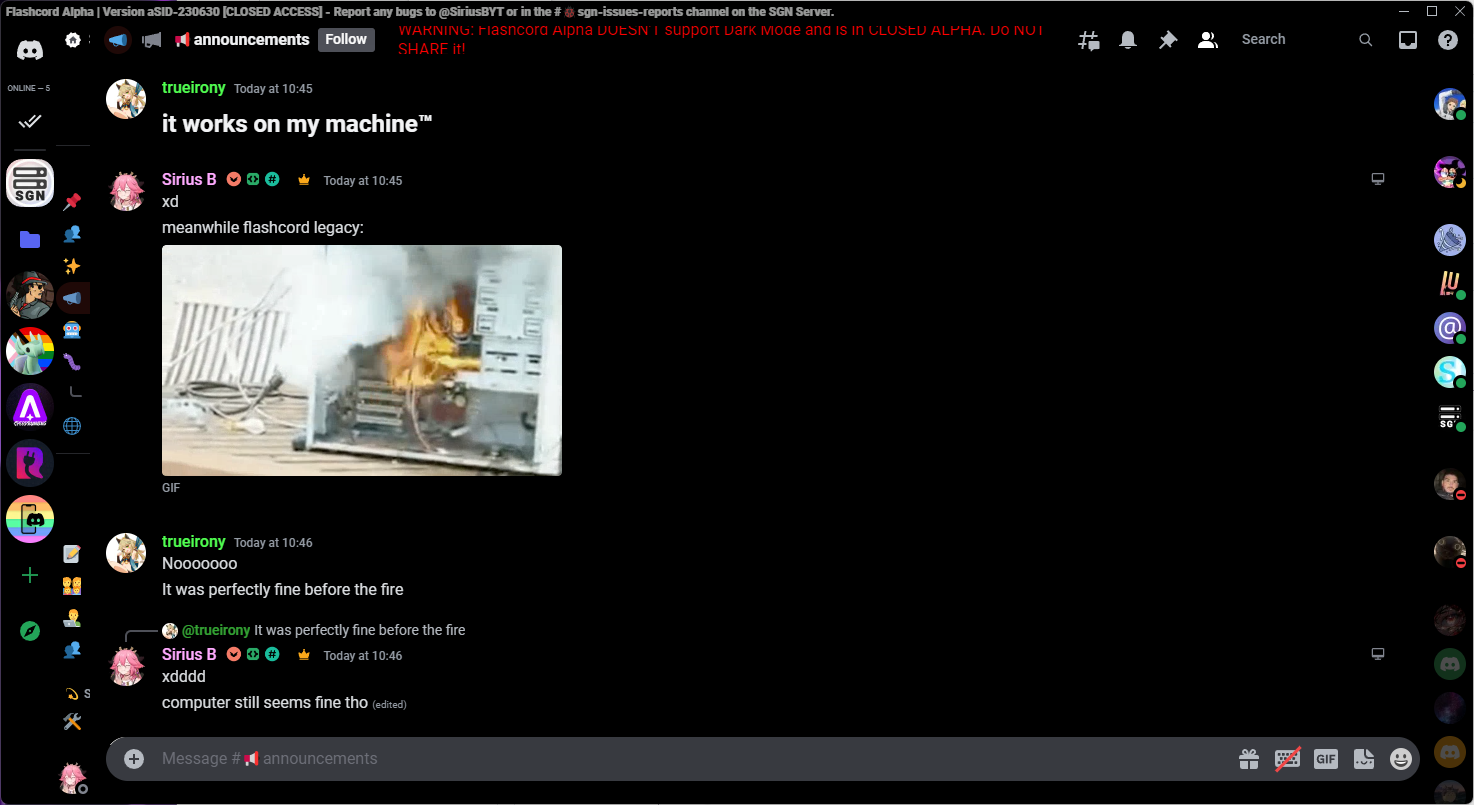 Flashcord Alpha | Version aSID-230630 [CLOSED ACCESS] - Report any bugs to @SiriusBYT or in the # 🐞 sgn-issues-reports channel on the SGN Server.
📢 announcements
Follow
WARNING: Flashcord Alpha DOESN'T support Dark Mode and is in CLOSED ALPHA. Do NOT
SHARE it!
Search
ONLINE — 5
trueirony Today at 10:45
it works on my machine™
Sirius B Today at 10:45
xd
meanwhile flashcord legacy:
GIF
trueirony Today at 10:46
Nooooooo
It was perfectly fine before the fire
@trueirony It was perfectly fine before the fire
Sirius B Today at 10:46
xdddd
computer still seems fine tho (edited)
Message #📢 announcements
GIF
SGN
S
@
S
SG